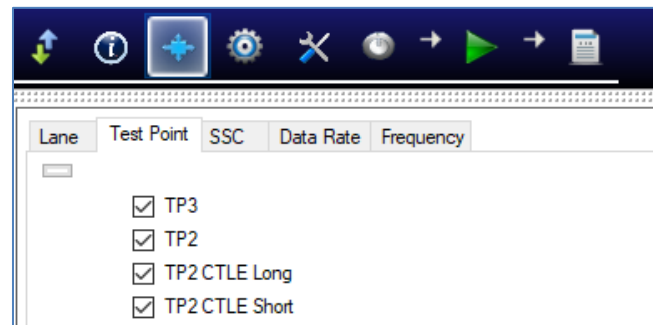 Lane Test Point SSC Data Rate Frequency
TP3
TP2
TP2 CTLE Long
TP2 CTLE Short